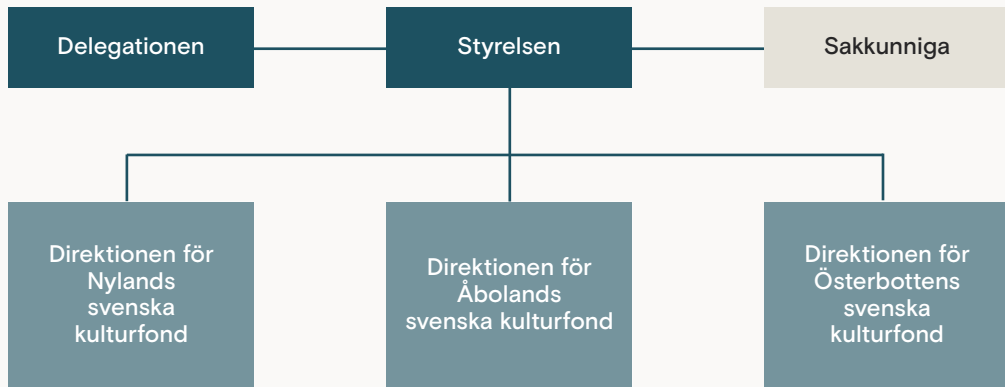 Delegationen
Styrelsen
Sakkunniga
Direktionen för
Nylands
svenska
kulturfond
Direktionen för
Åbolands
svenska kulturfond
Direktionen för
Österbottens
svenska
kulturfond